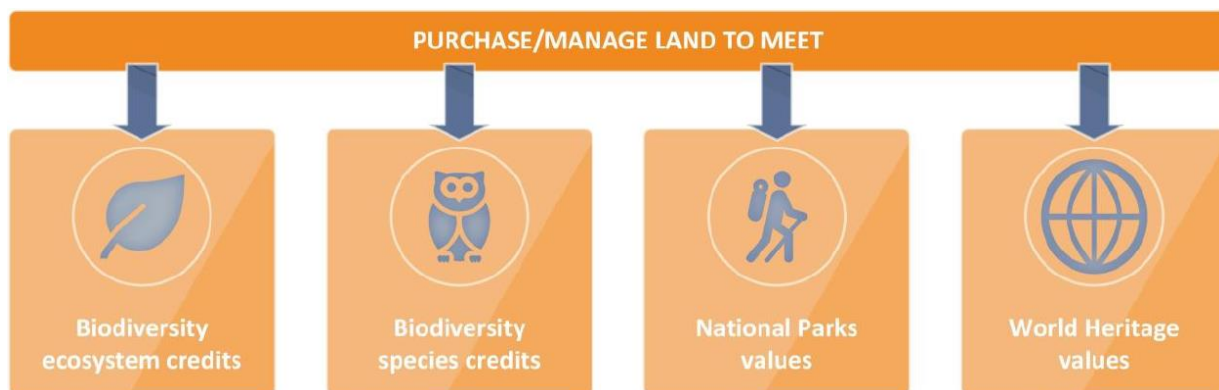 PURCHASE/MANAGE LAND TO MEET
Biodiversity
ecosystem credits
Biodiversity
species credits
National Parks
values
World Heritage
values